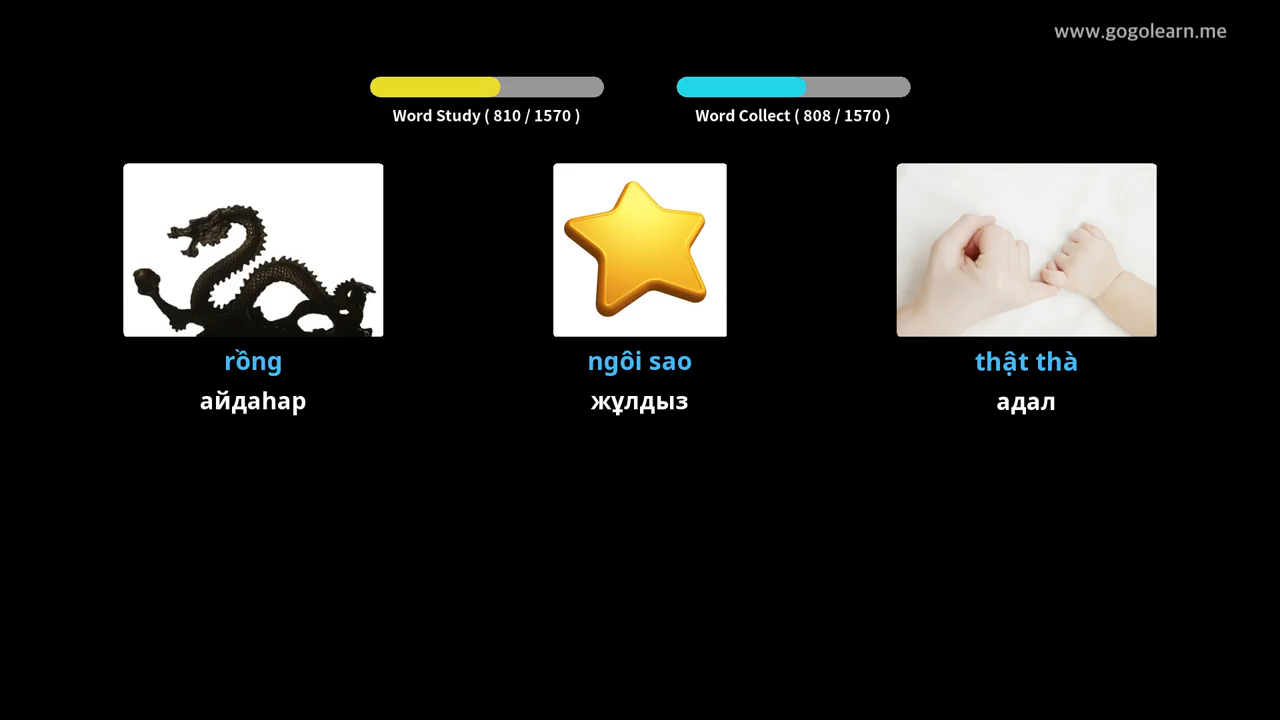 www.gogolearn.me
Word Study ( 810 / 1570 )
Word Collect ( 808 / 1570 )
rồng
ngôi sao
thật thà
айдаһар
жұлдыз
адал